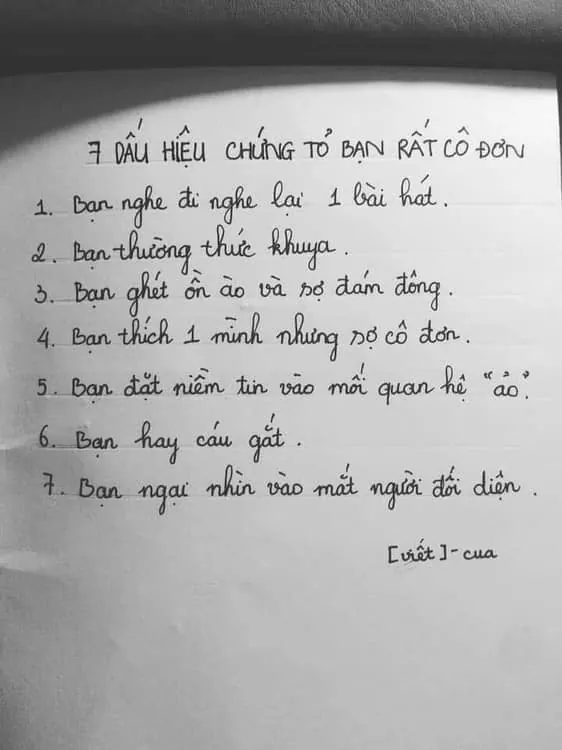 7 DẤU HIỆU CHỨNG TỎ BẠN RẤT CÔ ĐƠN
1. Bạn nghe đi nghe lại 1 bài hát.
2. Bạn thường thức khuya.
3. Bạn ghét ồn ào và sợ đám đông.
4. Bạn thích 1 mình nhưng sợ cô đơn.
5. Bạn đặt niềm tin vào mối quan hệ "ảo".
6. Bạn hay cáu gắt.
7. Bạn ngại nhìn vào mắt người đối diện.
[viết]-cua